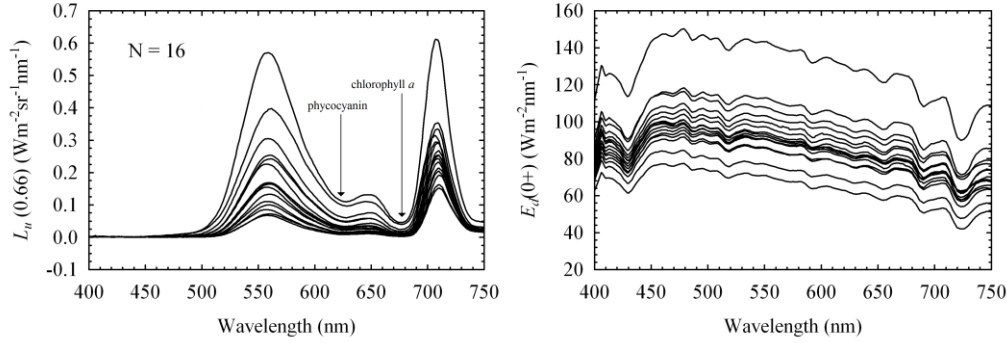 0.7
0.6
0.5
0.4
0.3
0.2
0.1
0.0
-0.1
L_u (0.66) (Wm⁻²sr⁻¹nm⁻¹)
N = 16
phycocyanin
chlorophyll a
400 450 500 550 600 650 700 750
Wavelength (nm)
160
140
120
100
80
60
40
20
E_d(0+) (Wm⁻²nm⁻¹)
400 450 500 550 600 650 700 750
Wavelength (nm)